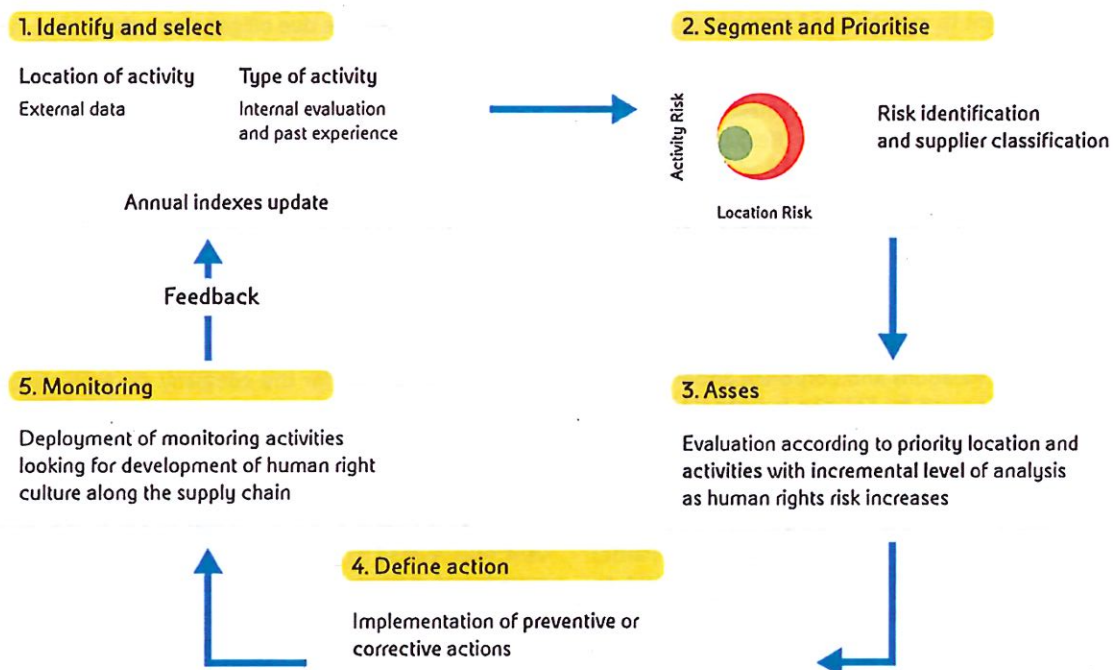 1. Identify and select
Location of activity
External data
Type of activity
Internal evaluation
and past experience
Annual indexes update
2. Segment and Prioritise
Activity Risk
Location Risk
Risk identification
and supplier classification
3. Asses
Evaluation according to priority location and
activities with incremental level of analysis
as human rights risk increases
4. Define action
Implementation of preventive or
corrective actions
5. Monitoring
Deployment of monitoring activities
looking for development of human right
culture along the supply chain
Feedback